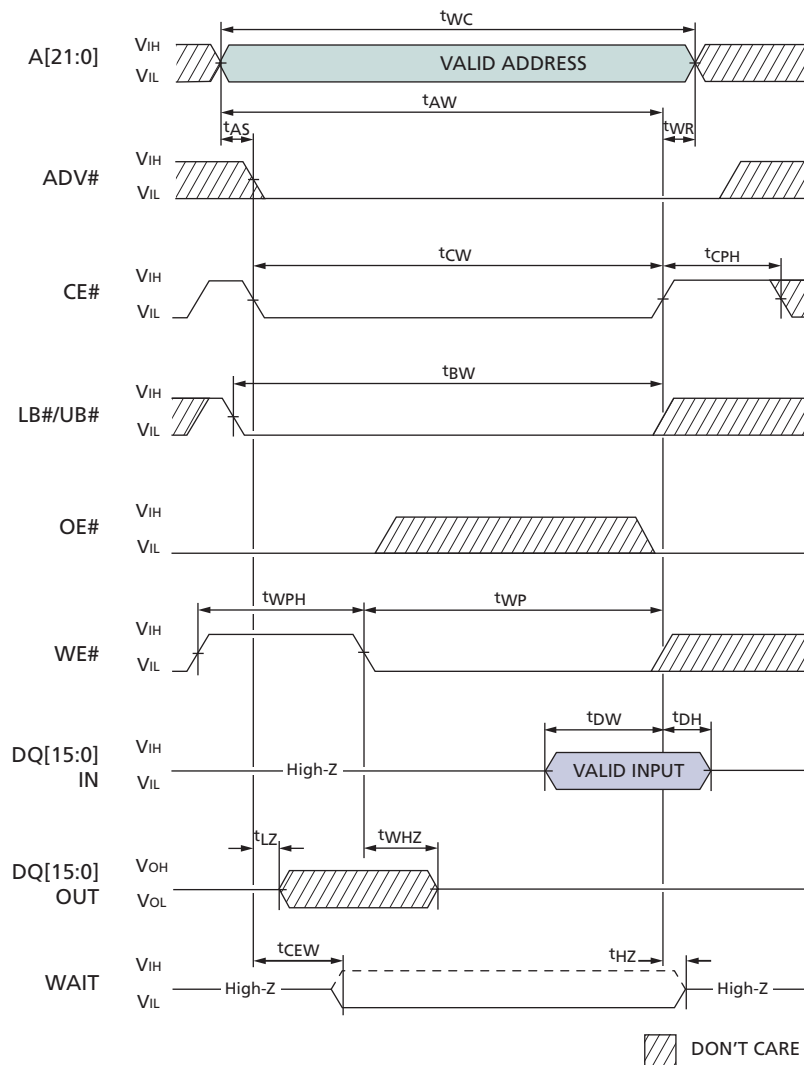 tWC
A[21:0] VIH VIL VALID ADDRESS
tAW
tAS tWR
ADV# VIH VIL
tCW tCPH
CE# VIH VIL
tBW
LB#/UB# VIH VIL
OE# VIH VIL
tWPH tWP
WE# VIH VIL
tDW tDH
DQ[15:0] IN VIH VIL High-Z VALID INPUT
tLZ tWHZ
DQ[15:0] OUT VOH VOL
tCEW tHZ
WAIT VIH VIL High-Z High-Z
DON'T CARE